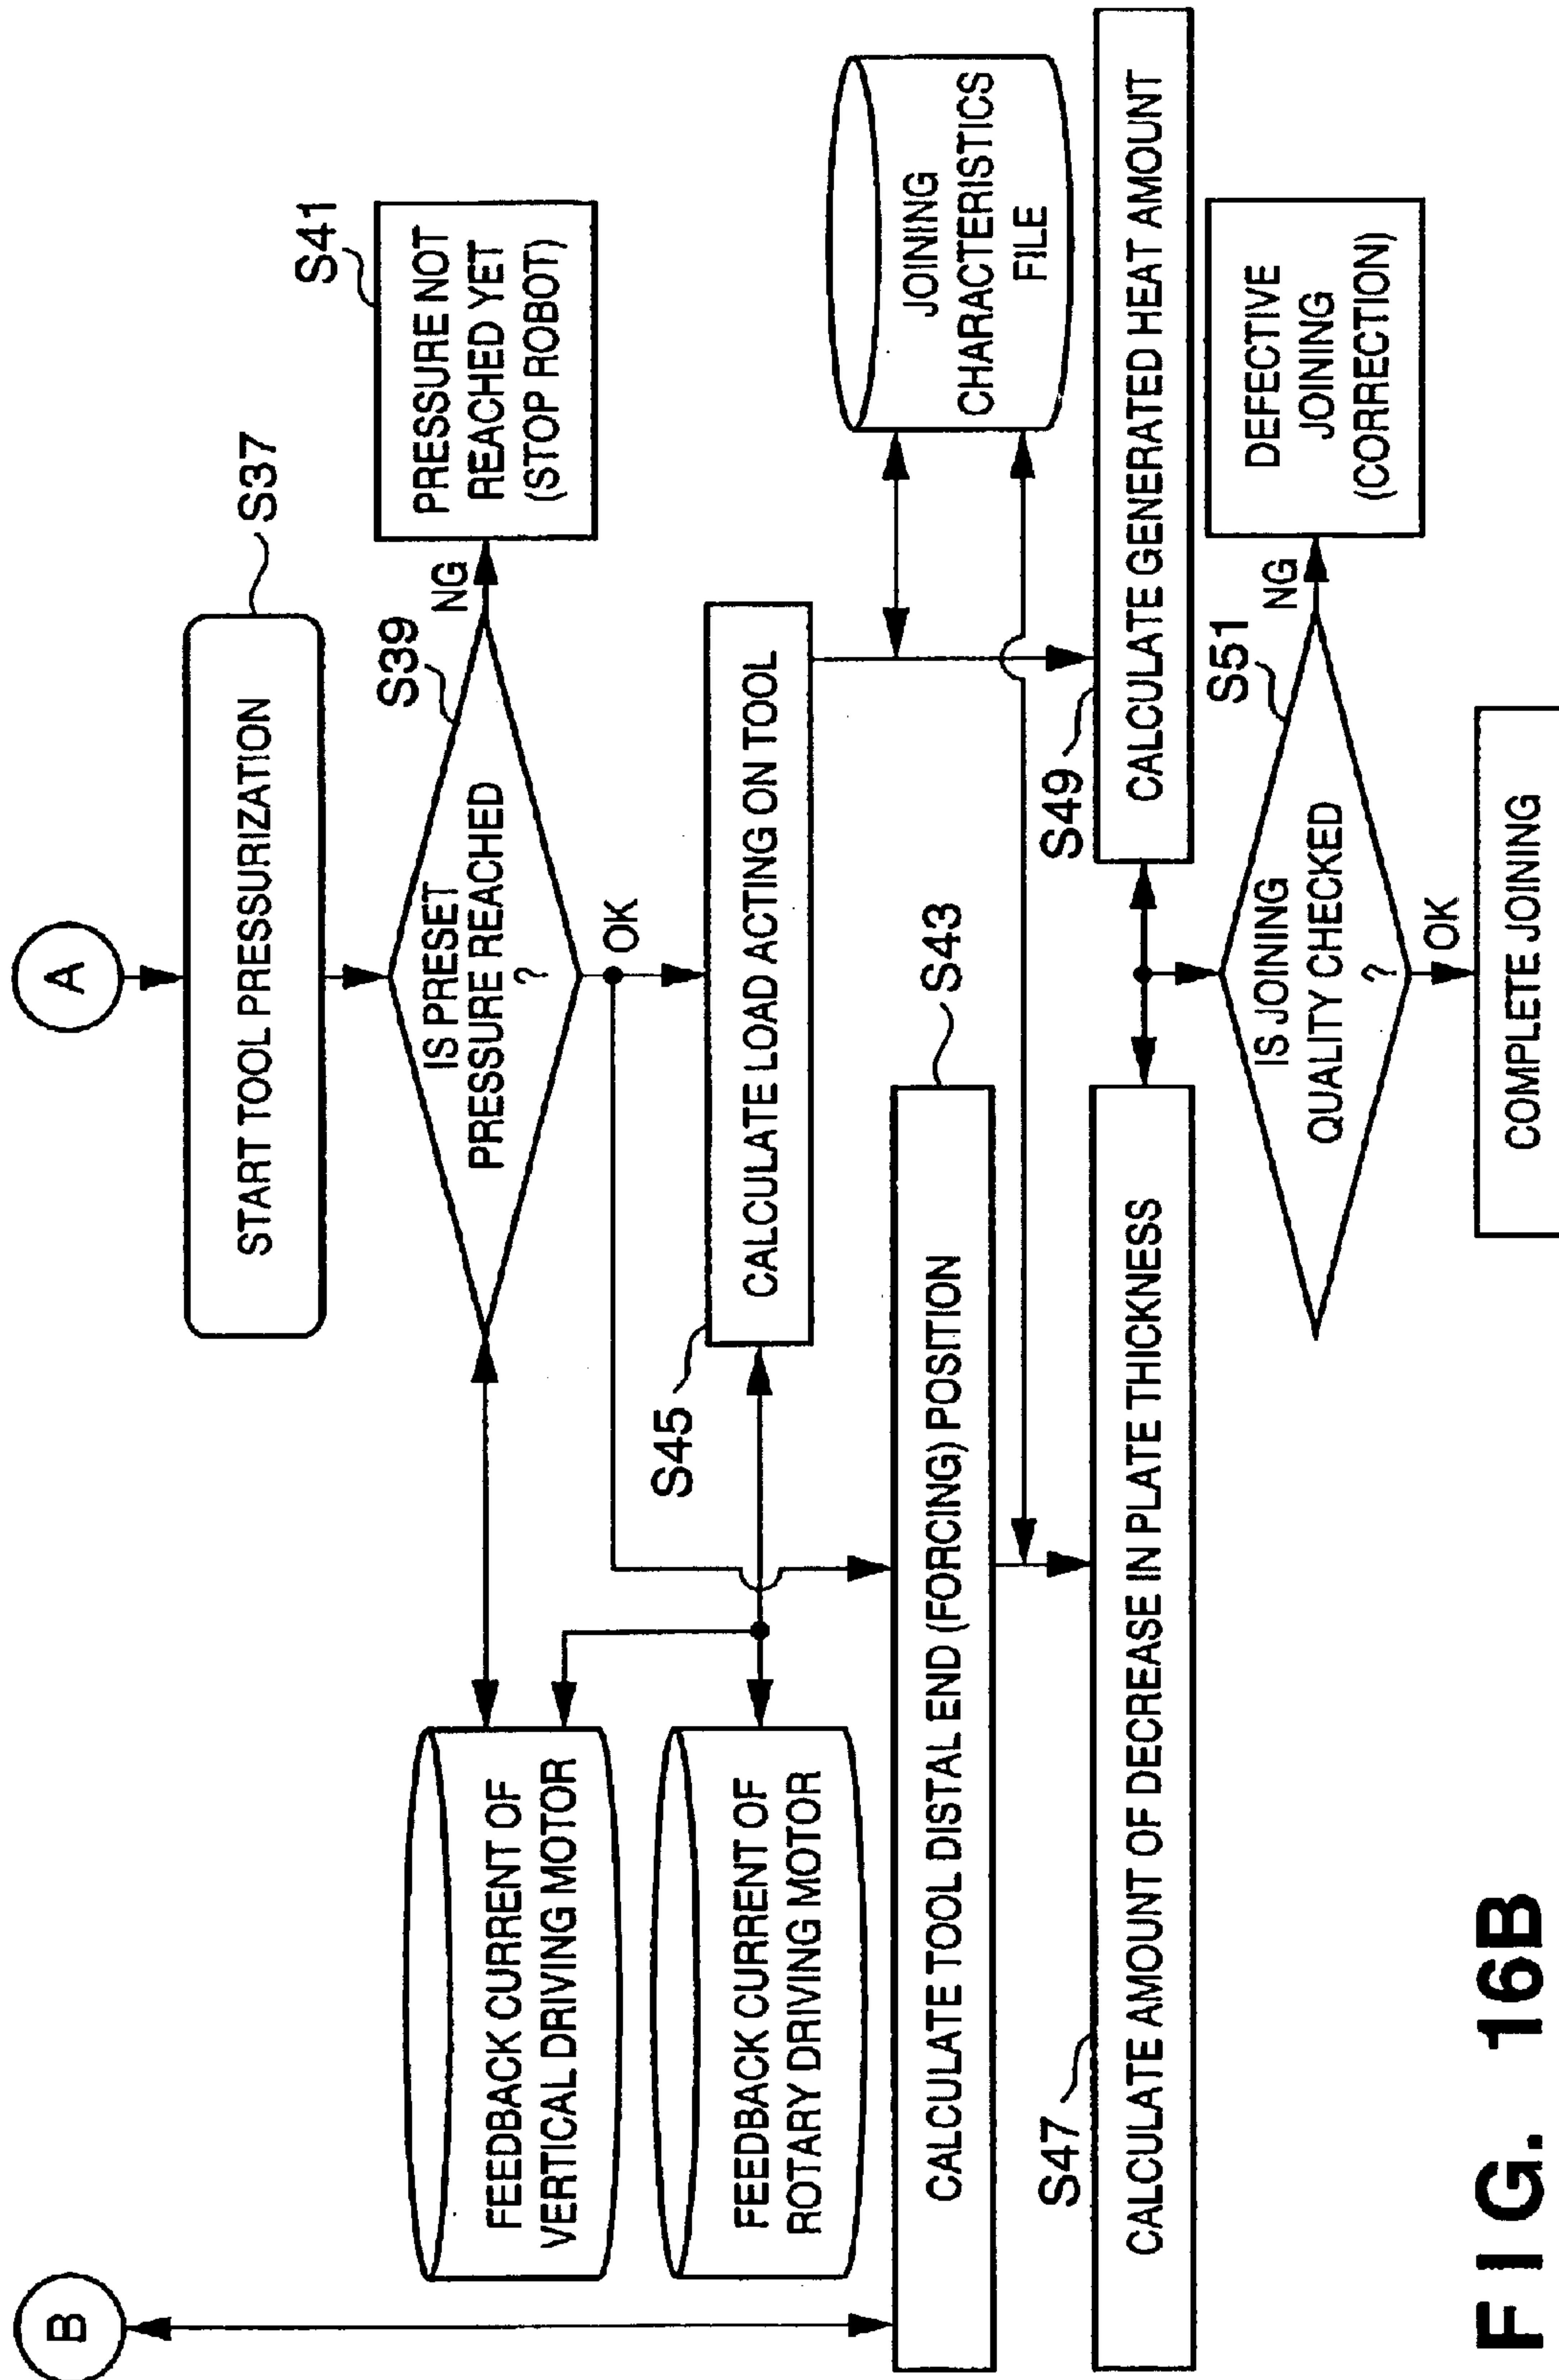 A
START TOOL PRESSURIZATION
S37
IS PRESET
PRESSURE REACHED
?
S39
NG
PRESSURE NOT
REACHED YET
(STOP ROBOT)
S41
OK
B
FEEDBACK CURRENT OF
VERTICAL DRIVING MOTOR
FEEDBACK CURRENT OF
ROTARY DRIVING MOTOR
S45
CALCULATE LOAD ACTING ON TOOL
JOINING
CHARACTERISTICS
FILE
CALCULATE TOOL DISTAL END (FORCING) POSITION
S43
S47
CALCULATE AMOUNT OF DECREASE IN PLATE THICKNESS
S49
CALCULATE GENERATED HEAT AMOUNT
IS JOINING
QUALITY CHECKED
?
S51
NG
DEFECTIVE
JOINING
(CORRECTION)
OK
COMPLETE JOINING
FIG. 16B